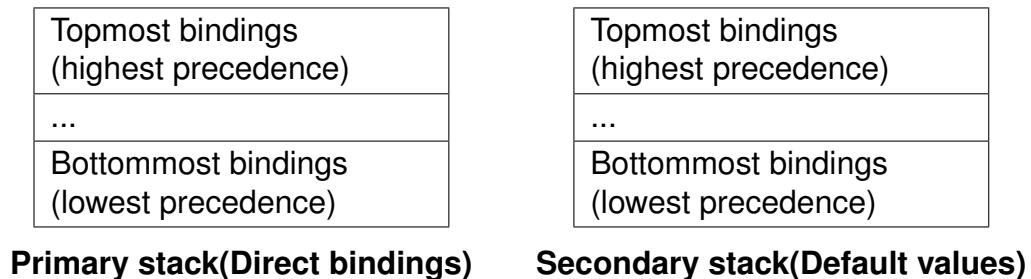 Topmost bindings
(highest precedence)
...
Bottommost bindings
(lowest precedence)
Primary stack(Direct bindings)
Topmost bindings
(highest precedence)
...
Bottommost bindings
(lowest precedence)
Secondary stack(Default values)